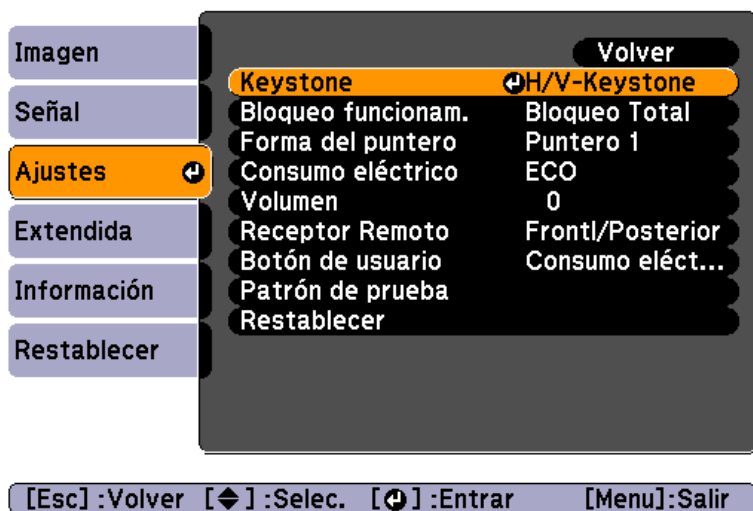 Imagen
Señal
Ajustes
Extendida
Información
Restablecer
Volver
Keystone H/V-Keystone
Bloqueo funcionam. Bloqueo Total
Forma del puntero Puntero 1
Consumo eléctrico ECO
Volumen 0
Receptor Remoto Frontl/Posterior
Botón de usuario Consumo eléct...
Patrón de prueba
Restablecer
[Esc] :Volver [◆] :Selec. [⏎] :Entrar [Menu]:Salir